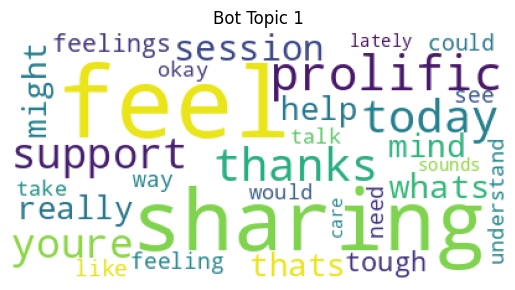 Bot Topic 1
feelings session lately could
might okay prolific see
feel help today
support thanks talk mind
take way sounds
really would whats understand
sharing care need
youre
like feeling thats tough